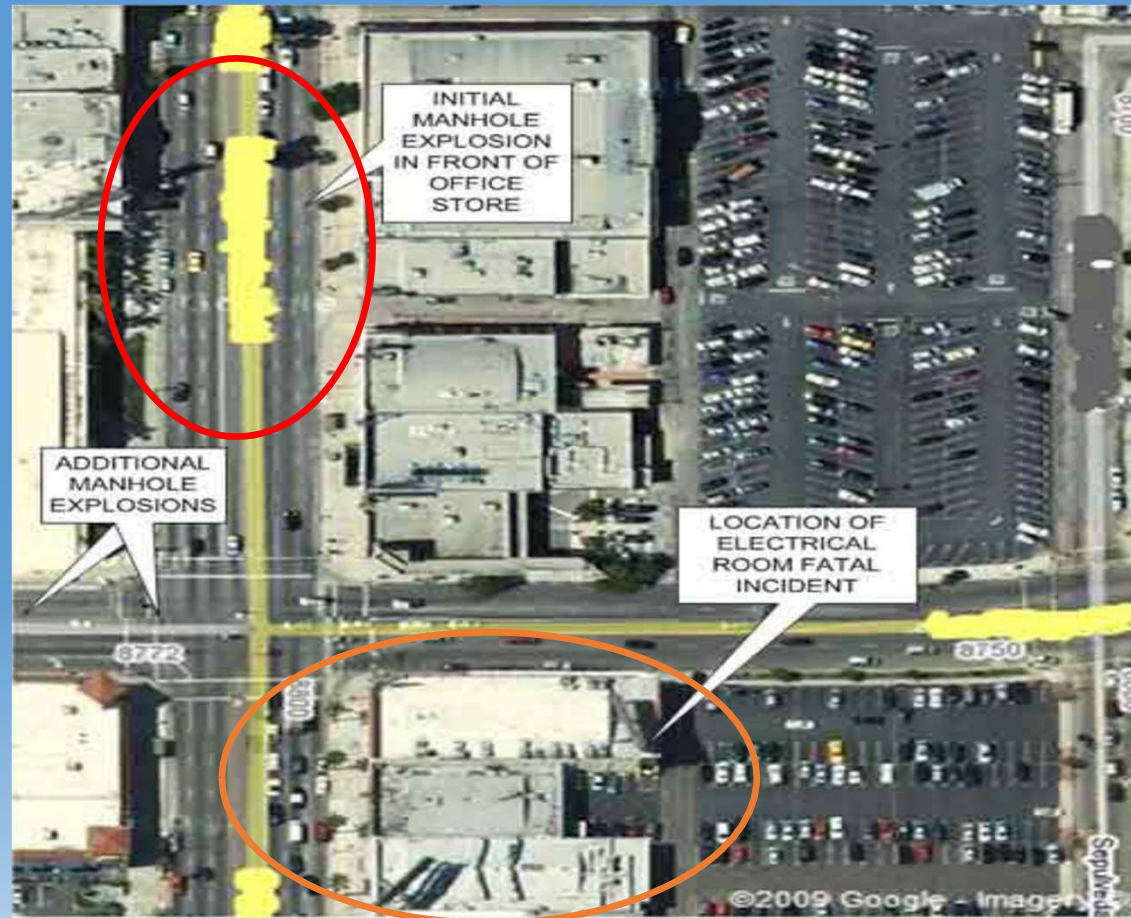 INITIAL
MANHOLE
EXPLOSION
IN FRONT OF
OFFICE
STORE
ADDITIONAL
MANHOLE
EXPLOSIONS
LOCATION OF
ELECTRICAL
ROOM FATAL
INCIDENT
8772
8750
8800
©2009 Google - Imagery